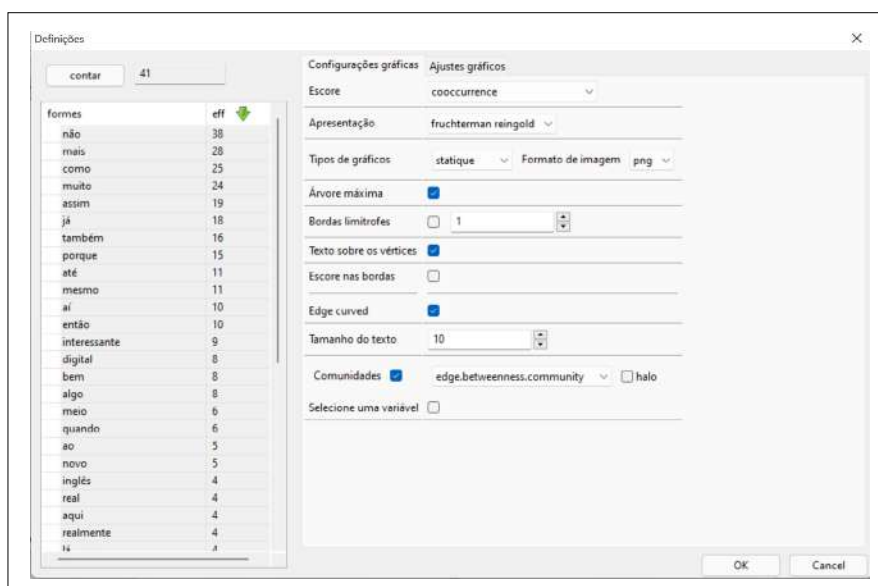 Definições
contar 41
formes eff
não 38
mais 28
como 25
muito 24
assim 19
já 18
também 16
porque 15
até 11
mesmo 11
aí 10
então 10
interessante 9
digital 8
bem 8
algo 8
meio 6
quando 6
ao 5
novo 5
inglês 4
real 4
aqui 4
realmente 4
Configurações gráficas Ajustes gráficos
Escore cooccurrence
Apresentação fruchterman reingold
Tipos de gráficos statique Formato de imagem png
Árvore máxima
Bordas limítrofes 1
Texto sobre os vértices
Escore nas bordas
Edge curved
Tamanho do texto 10
Comunidades edge.betweenness.community halo
Selecione uma variável
OK Cancel